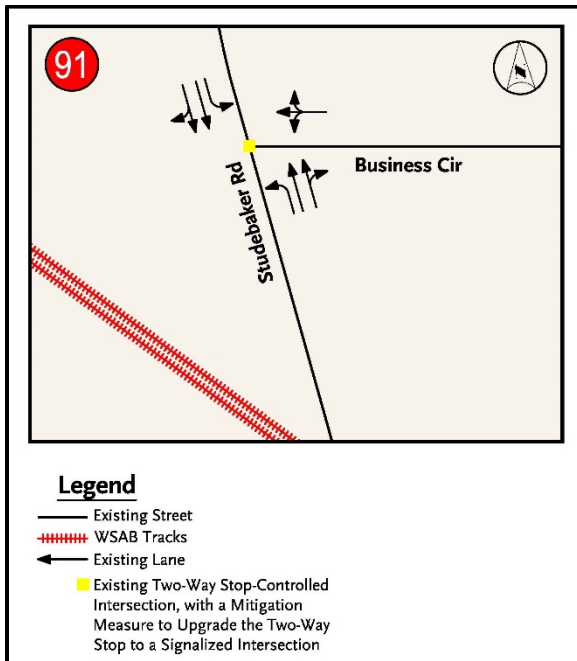 91
Business Cir
Studebaker Rd
Legend
Existing Street
WSAB Tracks
Existing Lane
Existing Two-Way Stop-Controlled
Intersection, with a Mitigation
Measure to Upgrade the Two-Way
Stop to a Signalized Intersection